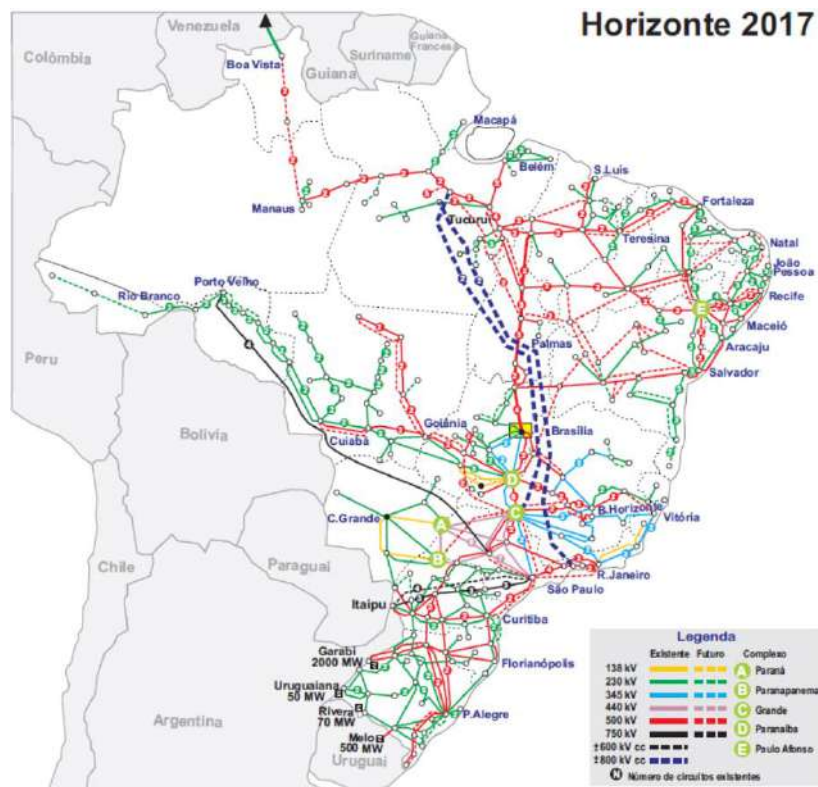 Horizonte 2017
Venezuela
Guiana
Francesa
Suriname
Colômbia
Boa Vista
Guiana
Macapá
Belém
S.Luis
Manaus
Tucuruí
Fortaleza
Teresina
Natal
João
Pessoa
Porto Velho
Rio Branco
Recife
E
Maceió
Palmas
Aracaju
Peru
Salvador
Goiânia
Brasília
Bolívia
Cuiabá
D
B.Horizonte
C.Grande
A
C
Vitória
B
Paraguai
Chile
R.Janeiro
São Paulo
Itaipu
Curitiba
Garabi
2000 MW
Florianópolis
Uruguaiana
50 MW
Rivera
70 MW
P.Alegre
Argentina
Melo
500 MW
Uruguai
Legenda
Existente Futuro Complexo
138 kV A Paraná
230 kV B Paranapanema
345 kV C Grande
440 kV D Paranaíba
500 kV E Paulo Afonso
750 kV
±600 kV cc
±800 kV cc
N Número de circuitos existentes